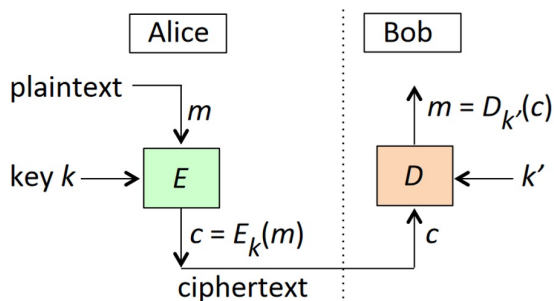 Alice
Bob
plaintext
m
m = D_k′(c)
key k
E
D
k′
c = E_k(m)
c
ciphertext